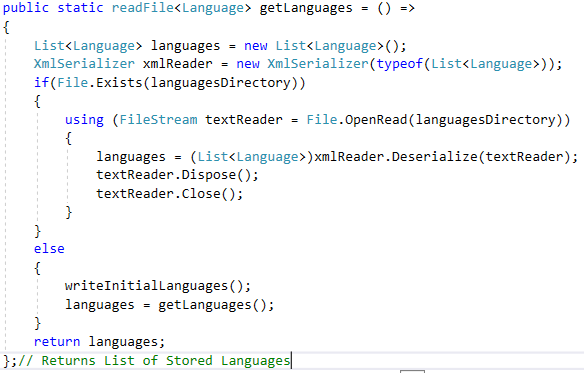 public static readFile<Language> getLanguages = () =>
{
    List<Language> languages = new List<Language>();
    XmlSerializer xmlReader = new XmlSerializer(typeof(List<Language>));
    if(File.Exists(languagesDirectory))
    {
        using (FileStream textReader = File.OpenRead(languagesDirectory))
        {
            languages = (List<Language>)xmlReader.Deserialize(textReader);
            textReader.Dispose();
            textReader.Close();
        }
    }
    else
    {
        writeInitialLanguages();
        languages = getLanguages();
    }
    return languages;
};// Returns List of Stored Languages